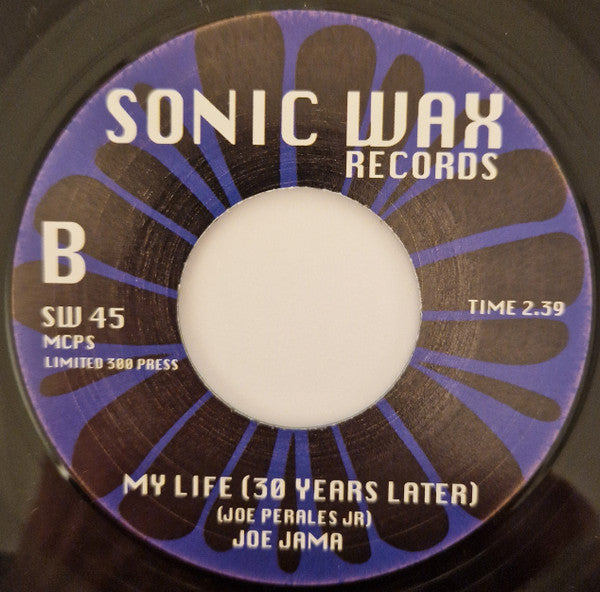 SONIC WAX
RECORDS
B
SW 45
MCPS
LIMITED 300 PRESS
TIME 2.39
MY LIFE (30 YEARS LATER)
(JOE PERALES JR)
JOE JAMA